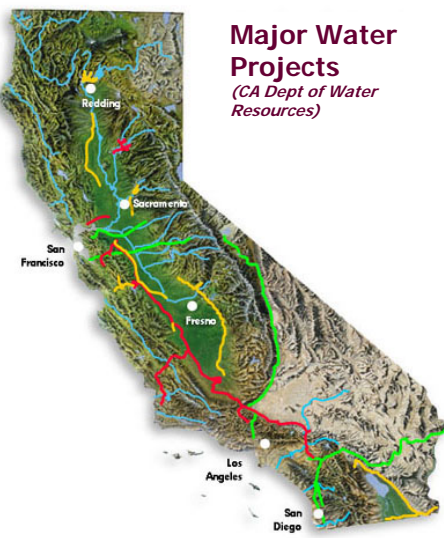 Major Water
Projects
(CA Dept of Water
Resources)
Redding
Sacramento
San
Francisco
Fresno
Los
Angeles
San
Diego